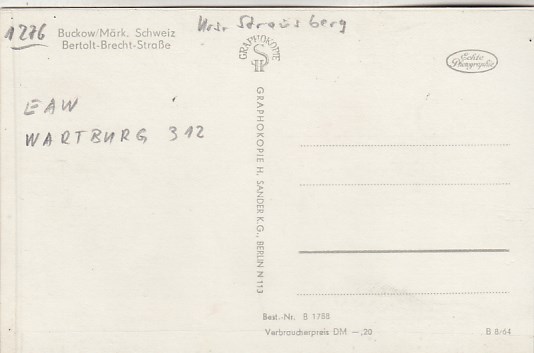 1276
Krs. Strausberg
Buckow/Märk. Schweiz
Bertolt-Brecht-Straße
GRAPHOKOPIE
HS
Echte
Photographie
EAW
WARTBURG 312
GRAPHOKOPIE H. SANDER K.G., BERLIN N 113
Best.-Nr. B 1788
Verbraucherpreis DM —,20
B 8/64